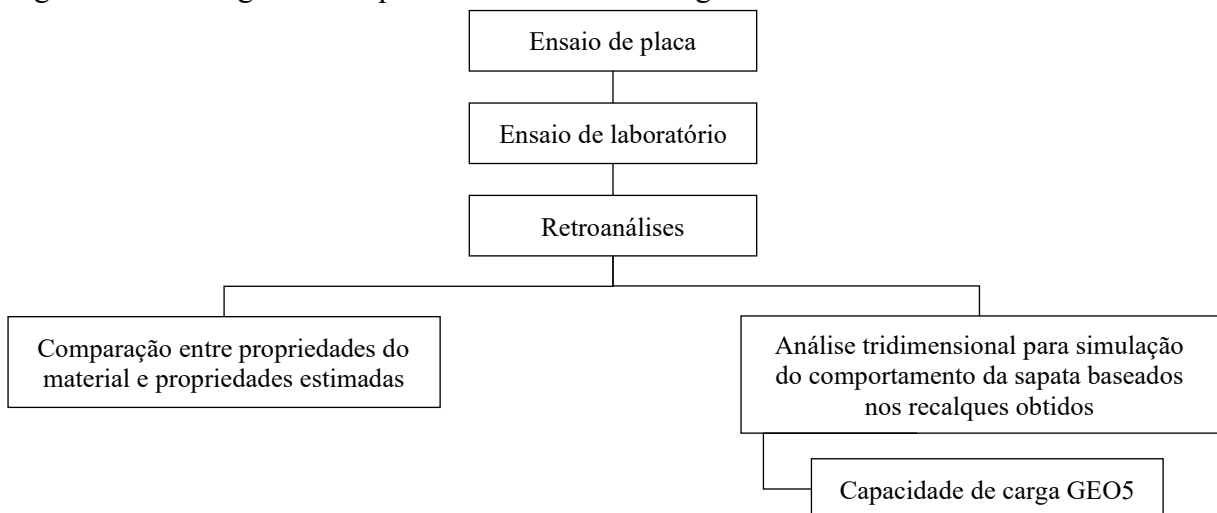 Ensaio de placa
Ensaio de laboratório
Retroanálises
Comparação entre propriedades do
material e propriedades estimadas
Análise tridimensional para simulação
do comportamento da sapata baseados
nos recalques obtidos
Capacidade de carga GEO5